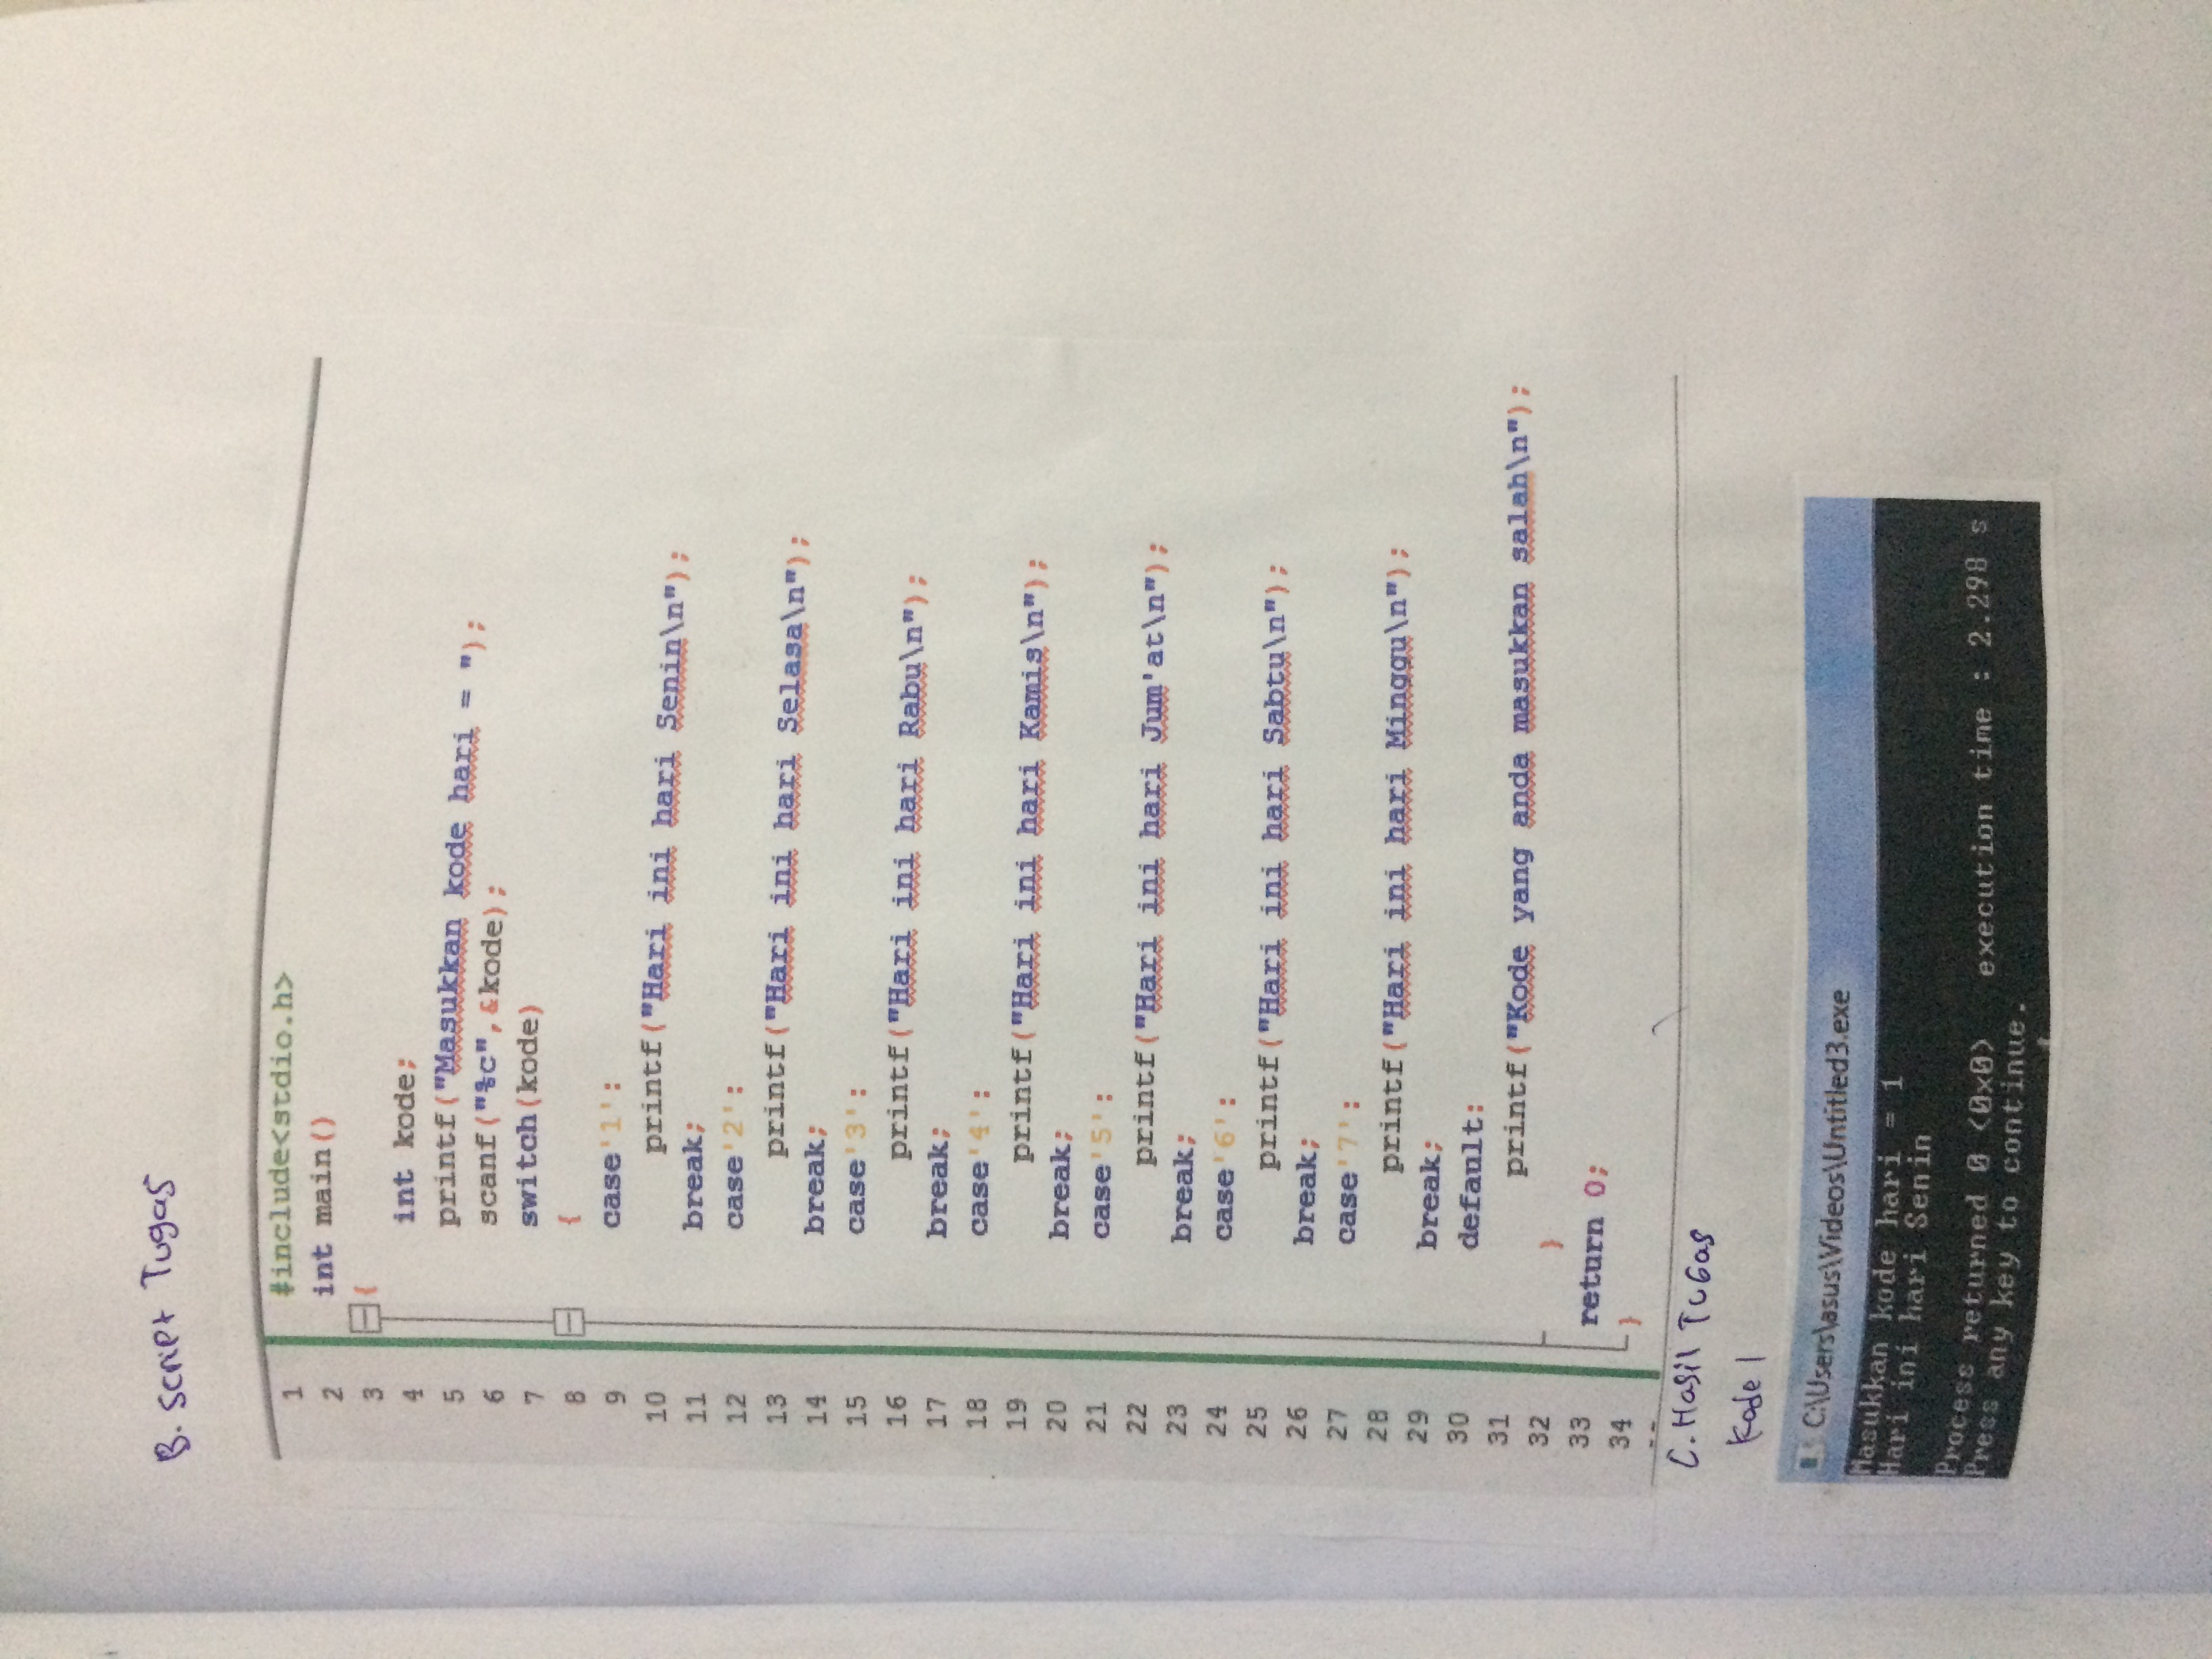 B. Script Tugas
1 #include<stdio.h>
2 int main()
3 {
4 int kode;
5 printf("Masukkan kode hari = ");
6 scanf("%c",&kode);
7 switch(kode)
8 {
9 case'1':
10 printf("Hari ini hari Senin\n");
11 break;
12 case'2':
13 printf("Hari ini hari Selasa\n");
14 break;
15 case'3':
16 printf("Hari ini hari Rabu\n");
17 break;
18 case'4':
19 printf("Hari ini hari Kamis\n");
20 break;
21 case'5':
22 printf("Hari ini hari Jum'at\n");
23 break;
24 case'6':
25 printf("Hari ini hari Sabtu\n");
26 break;
27 case'7':
28 printf("Hari ini hari Minggu\n");
29 break;
30 default:
31 printf("Kode yang anda masukkan salah\n");
32 }
33 return 0;
34 }
C. Hasil Tugas
Kode 1
C:\Users\asus\Videos\Untitled3.exe
Masukkan kode hari = 1
Hari ini hari Senin
Process returned 0 (0x0) execution time : 2.298 s
Press any key to continue.